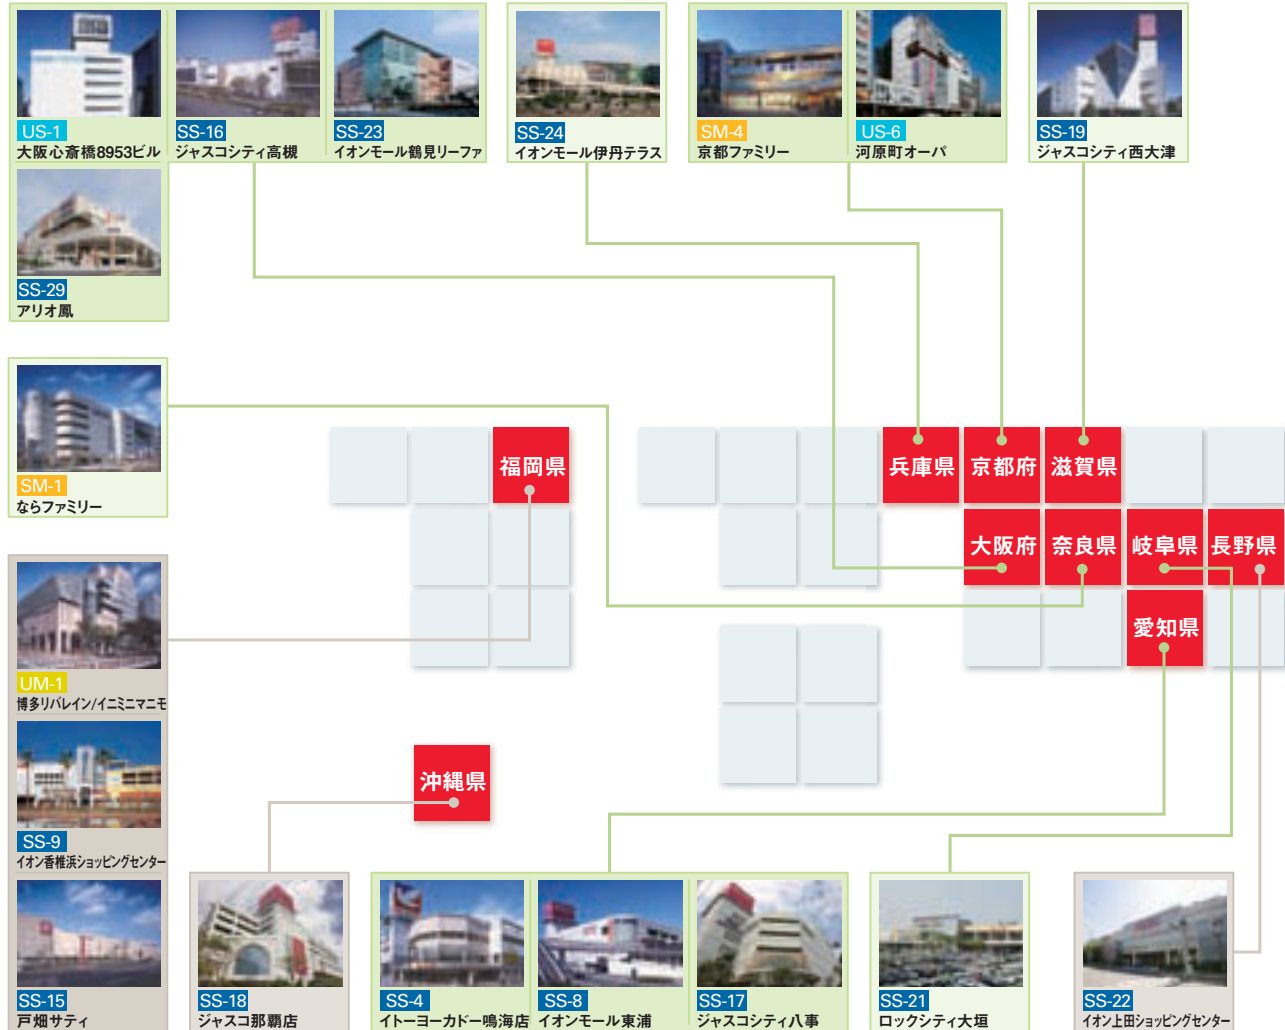 US-1
大阪心斎橋8953ビル
SS-16
ジャスコシティ高槻
SS-23
イオンモール鶴見リーファ
SS-24
イオンモール伊丹テラス
SM-4
京都ファミリー
US-6
河原町オーパ
SS-19
ジャスコシティ西大津
SS-29
アリオ鳳
SM-1
ならファミリー
福岡県
兵庫県
京都府
滋賀県
大阪府
奈良県
岐阜県
長野県
愛知県
沖縄県
UM-1
博多リバレイン/イニミニマニモ
SS-9
イオン香椎浜ショッピングセンター
SS-15
戸畑サティ
SS-18
ジャスコ那覇店
SS-4
イトーヨーカドー鳴海店
SS-8
イオンモール東浦
SS-17
ジャスコシティ八事
SS-21
ロックシティ大垣
SS-22
イオン上田ショッピングセンター